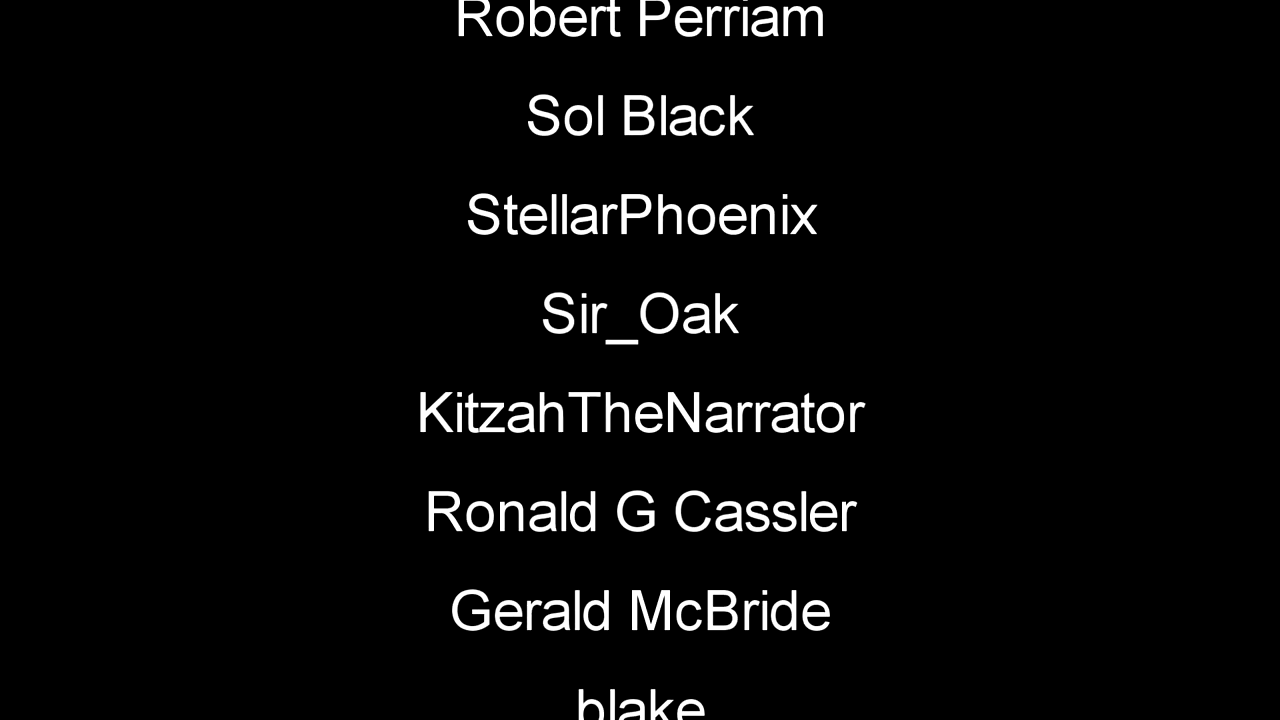 Robert Perriam
Sol Black
StellarPhoenix
Sir_Oak
KitzahTheNarrator
Ronald G Cassler
Gerald McBride
blake